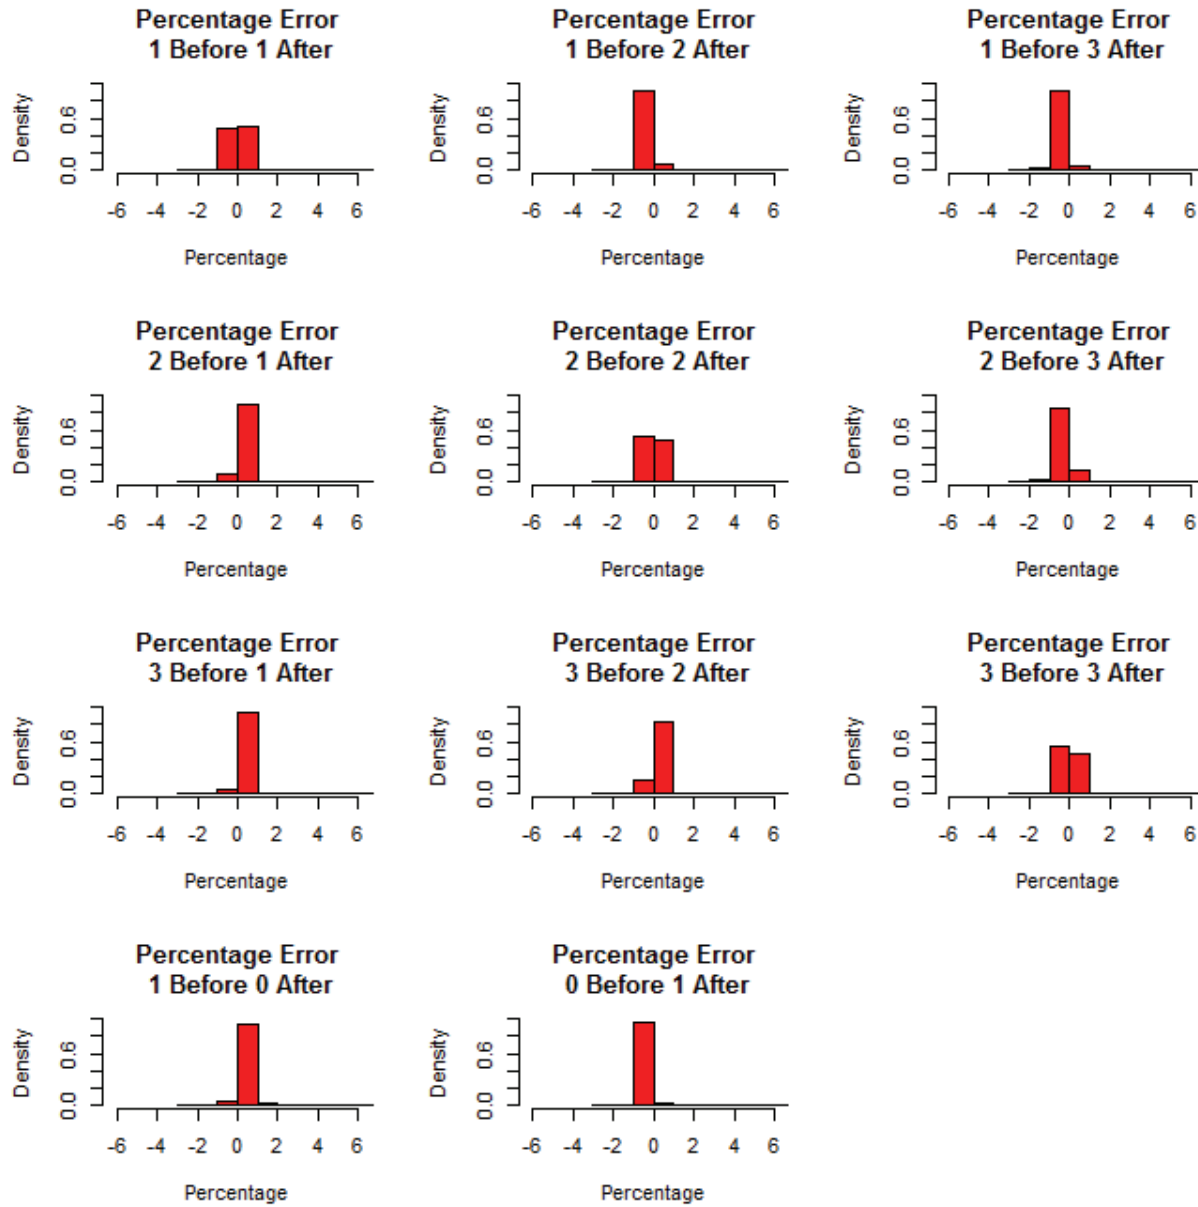 Percentage Error
1 Before 1 After
Density
0.0 0.6
-6 -4 -2 0 2 4 6
Percentage
Percentage Error
1 Before 2 After
Density
0.0 0.6
-6 -4 -2 0 2 4 6
Percentage
Percentage Error
1 Before 3 After
Density
0.0 0.6
-6 -4 -2 0 2 4 6
Percentage
Percentage Error
2 Before 1 After
Density
0.0 0.6
-6 -4 -2 0 2 4 6
Percentage
Percentage Error
2 Before 2 After
Density
0.0 0.6
-6 -4 -2 0 2 4 6
Percentage
Percentage Error
2 Before 3 After
Density
0.0 0.6
-6 -4 -2 0 2 4 6
Percentage
Percentage Error
3 Before 1 After
Density
0.0 0.6
-6 -4 -2 0 2 4 6
Percentage
Percentage Error
3 Before 2 After
Density
0.0 0.6
-6 -4 -2 0 2 4 6
Percentage
Percentage Error
3 Before 3 After
Density
0.0 0.6
-6 -4 -2 0 2 4 6
Percentage
Percentage Error
1 Before 0 After
Density
0.0 0.6
-6 -4 -2 0 2 4 6
Percentage
Percentage Error
0 Before 1 After
Density
0.0 0.6
-6 -4 -2 0 2 4 6
Percentage